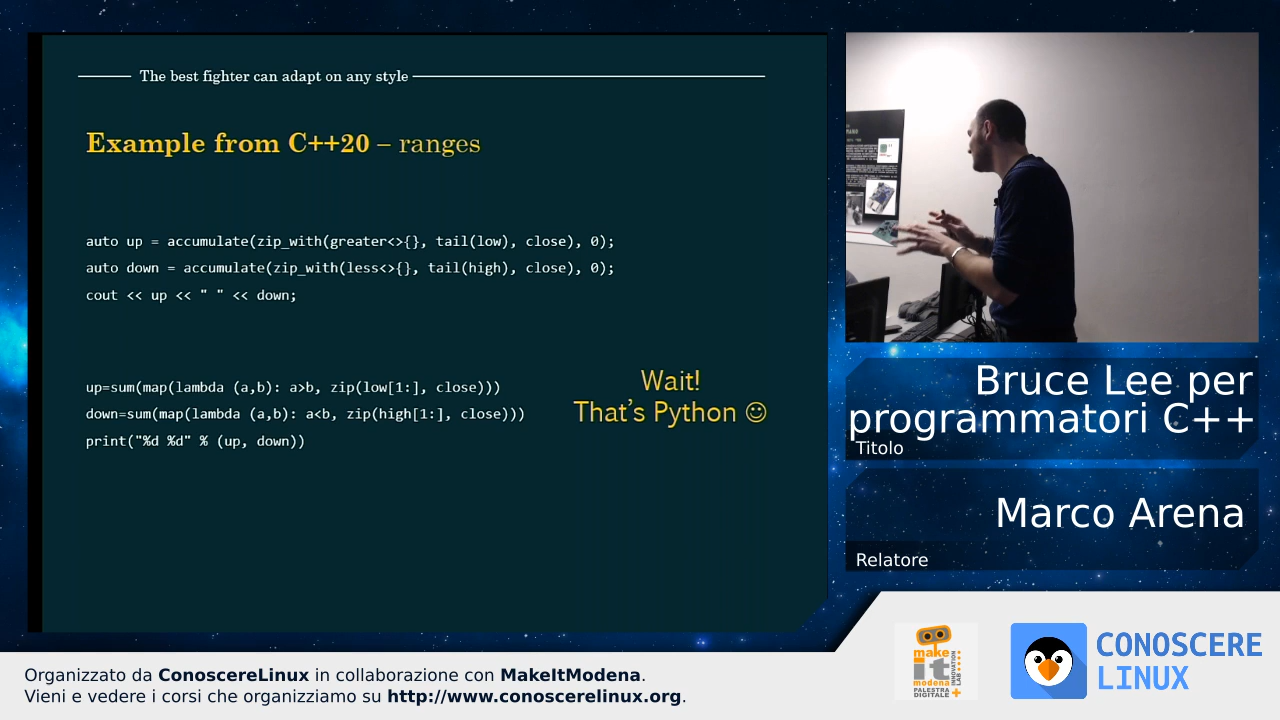 The best fighter can adapt on any style
Example from C++20 – ranges
auto up = accumulate(zip_with(greater<>{}, tail(low), close), 0);
auto down = accumulate(zip_with(less<>{}, tail(high), close), 0);
cout << up << " " << down;
up=sum(map(lambda (a,b): a>b, zip(low[1:], close)))
down=sum(map(lambda (a,b): a<b, zip(high[1:], close)))
print("%d %d" % (up, down))
Wait!
That's Python ☺
Bruce Lee per
programmatori C++
Titolo
Marco Arena
Relatore
make
it
modena
PALESTRA
DIGITALE
INNOVATION
LAB
CONOSCERE
LINUX
Organizzato da ConoscereLinux in collaborazione con MakeItModena.
Vieni e vedere i corsi che organizziamo su http://www.conoscerelinux.org.